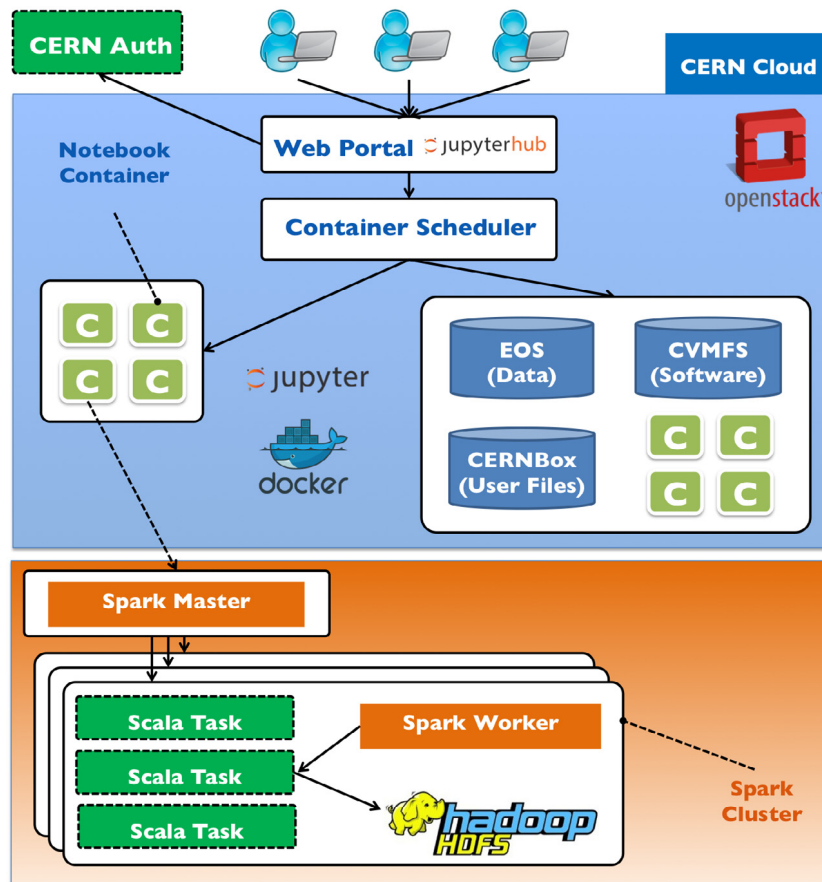 CERN Auth
CERN Cloud
Web Portal jupyterhub
Notebook
Container
openstack
Container Scheduler
C C
C C
EOS
(Data)
CVMFS
(Software)
jupyter
docker
CERNBox
(User Files)
C C
C C
Spark Master
Scala Task
Spark Worker
Scala Task
Scala Task
hadoop
HDFS
Spark
Cluster